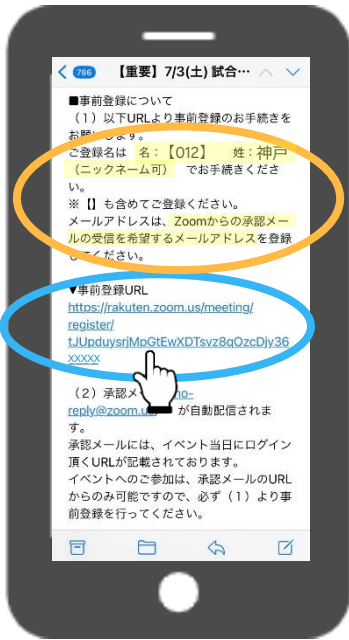 786 【重要】7/3(土) 試合…
■事前登録について
（1）以下URLより事前登録のお手続きを
お願いします。
ご登録名は 名：【012】 姓：神戸
（ニックネーム可） でお手続きくださ
い。
※【】も含めてご登録ください。
メールアドレスは、Zoomからの承認メー
ルの受信を希望するメールアドレスを登録
してください。
▼事前登録URL
https://rakuten.zoom.us/meeting/
register/
tJUpduysrjMpGtEwXDTsvz8qOzcDjy36
xxxxx
（2）承認メ no-
reply@zoom.u が自動配信されま
す。
承認メールには、イベント当日にログイン
頂くURLが記載されております。
イベントへのご参加は、承認メールのURL
からのみ可能ですので、必ず（1）より事
前登録を行ってください。